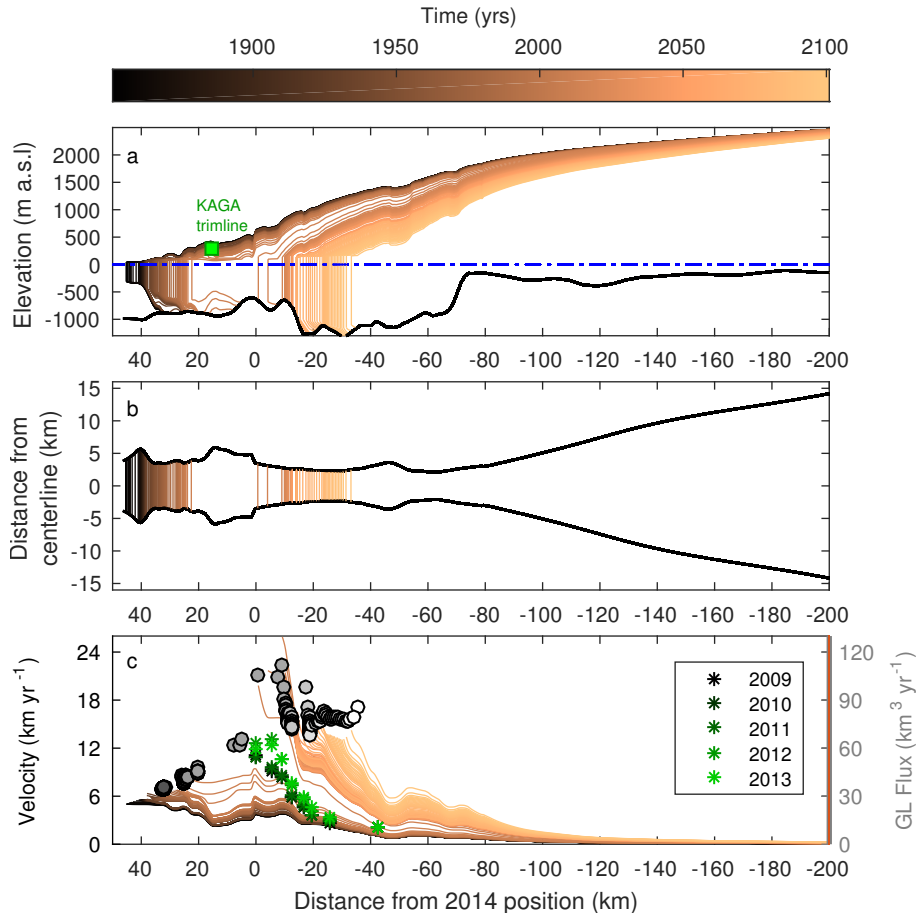 Time (yrs)
1900 1950 2000 2050 2100
a
KAGA
trimline
Elevation (m a.s.l)
2000
1500
1000
500
0
-500
-1000
40 20 0 -20 -40 -60 -80 -100 -120 -140 -160 -180 -200
b
Distance from
centerline (km)
15
10
5
0
-5
-10
-15
40 20 0 -20 -40 -60 -80 -100 -120 -140 -160 -180 -200
c
Velocity (km yr⁻¹)
24
18
12
6
0
2009
2010
2011
2012
2013
120
90
60
30
0
GL Flux (km³ yr⁻¹)
40 20 0 -20 -40 -60 -80 -100 -120 -140 -160 -180 -200
Distance from 2014 position (km)